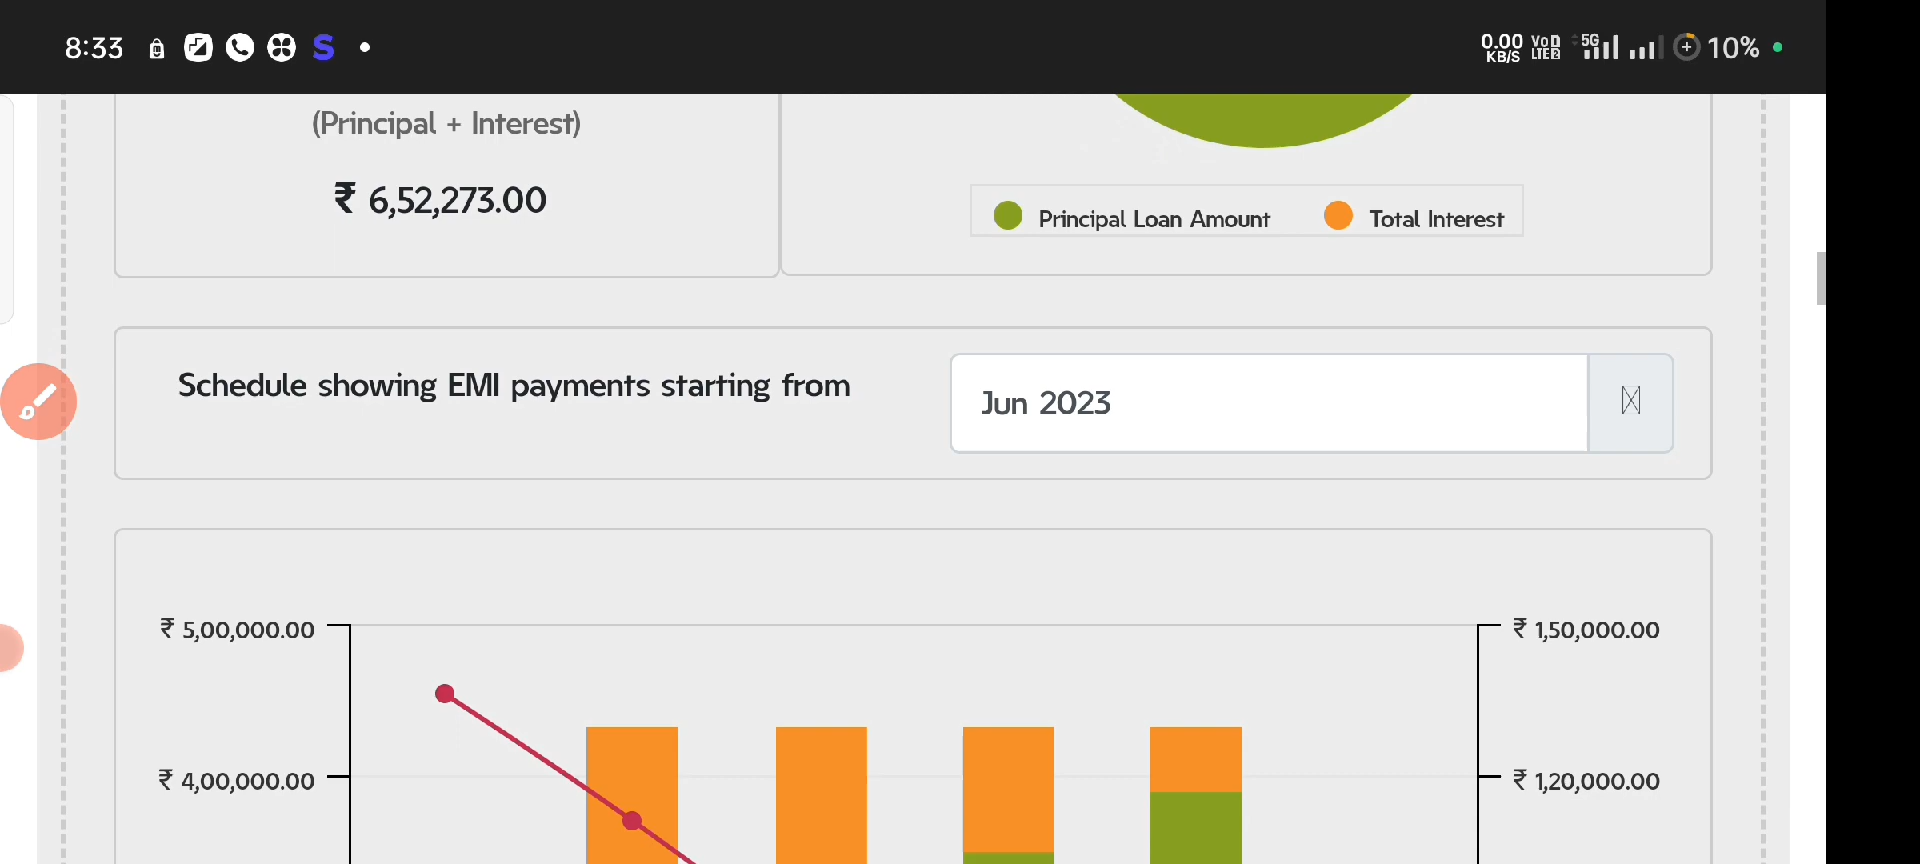 8:33
0.00 KB/S VoD LTE2 5G 10%
(Principal + Interest)
₹ 6,52,273.00
Principal Loan Amount Total Interest
Schedule showing EMI payments starting from
Jun 2023
₹ 5,00,000.00 ₹ 1,50,000.00
₹ 4,00,000.00 ₹ 1,20,000.00